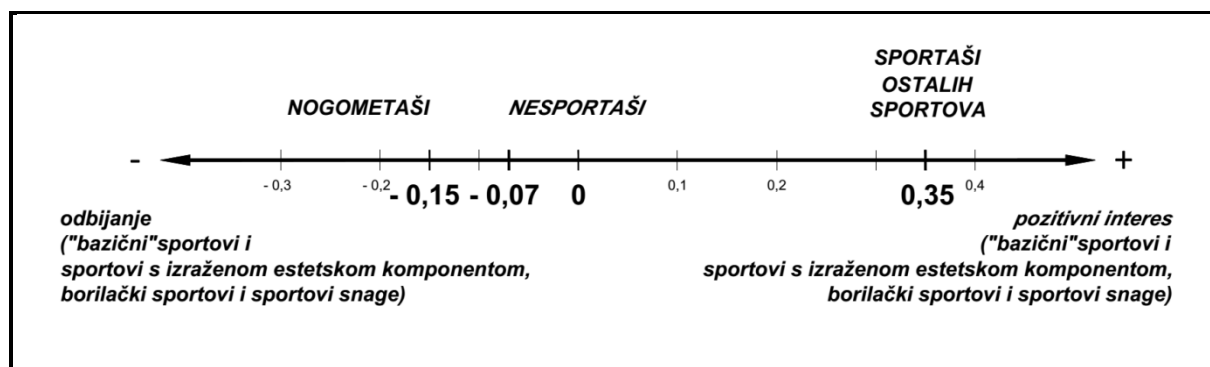 SPORTAŠI
OSTALIH
SPORTOVA
NOGOMETAŠI NESPORTAŠI
- +
- 0,3 - 0,2 - 0,15 - 0,07 0 0,1 0,2 0,35 0,4
odbijanje
("bazični"sportovi i
sportovi s izraženom estetskom komponentom,
borilački sportovi i sportovi snage)
pozitivni interes
("bazični"sportovi i
sportovi s izraženom estetskom komponentom,
borilački sportovi i sportovi snage)